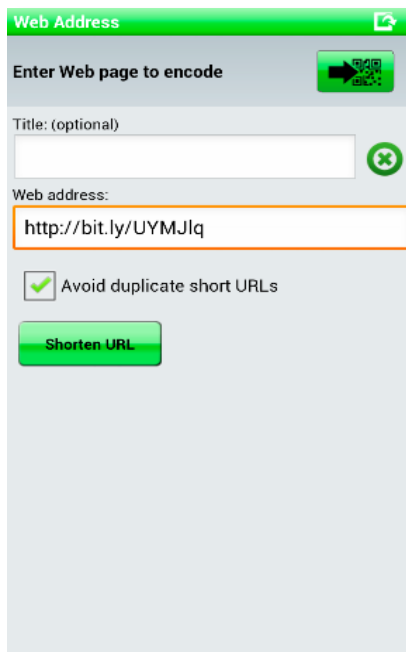 Web Address
Enter Web page to encode
Title: (optional)
Web address:
http://bit.ly/UYMJlq
Avoid duplicate short URLs
Shorten URL